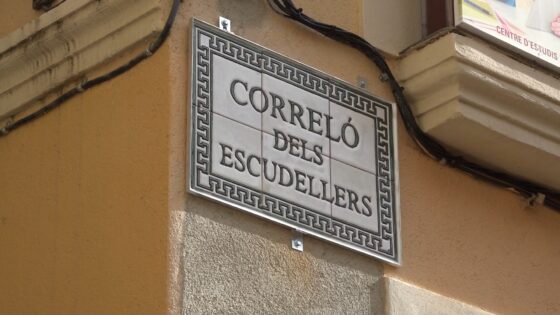 CORRELÓ
DELS
ESCUDELLERS
CENTRE D'ESTUDIS